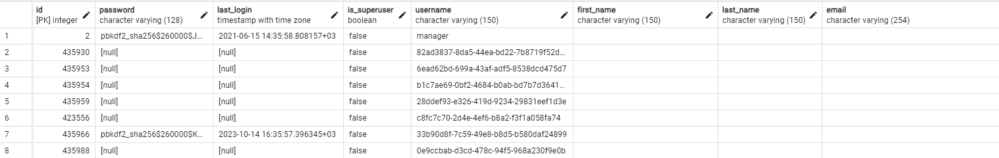 id password last_login is_superuser username first_name last_name email
[PK] integer character varying (128) timestamp with time zone boolean character varying (150) character varying (150) character varying (150) character varying (254)
1 2 pbkdf2_sha256$260000$J... 2021-06-15 14:35:58.808157+03 false manager
2 435930 [null] [null] false 82ad3837-8da5-44ea-bd22-7b8719f52d...
3 435953 [null] [null] false 6ead62bd-699a-43af-adf5-8538dcd475d7
4 435954 [null] [null] false b1c7ae69-0bf2-4684-b0ab-bd7b7d3641...
5 435959 [null] [null] false 28ddef93-e326-419d-9234-29831eef1d3e
6 423556 [null] [null] false c8fc7c70-2d4e-4ef6-b8a2-f3f1a058fa74
7 435966 pbkdf2_sha256$260000$K... 2023-10-14 16:35:57.396345+03 false 33b90d8f-7c59-49e8-b8d5-b580daf24899
8 435988 [null] [null] false 0e9ccbab-d3cd-478c-94f5-968a230f9e0b